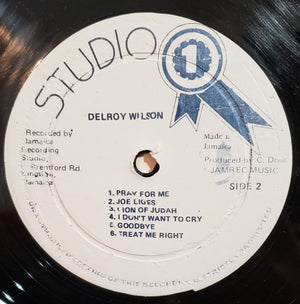 STUDIO 1
DELROY WILSON
Recorded by
Jamaica
Recording
Studio,
Brentford Rd.
Kingston
Jamaica
Made in
Jamaica
Produced by C. Dodd
JAMREC MUSIC
SIDE 2
1. PRAY FOR ME
2. JOE LIGES
3. LION OF JUDAH
4. I DON'T WANT TO CRY
5. GOODBYE
6. TREAT ME RIGHT